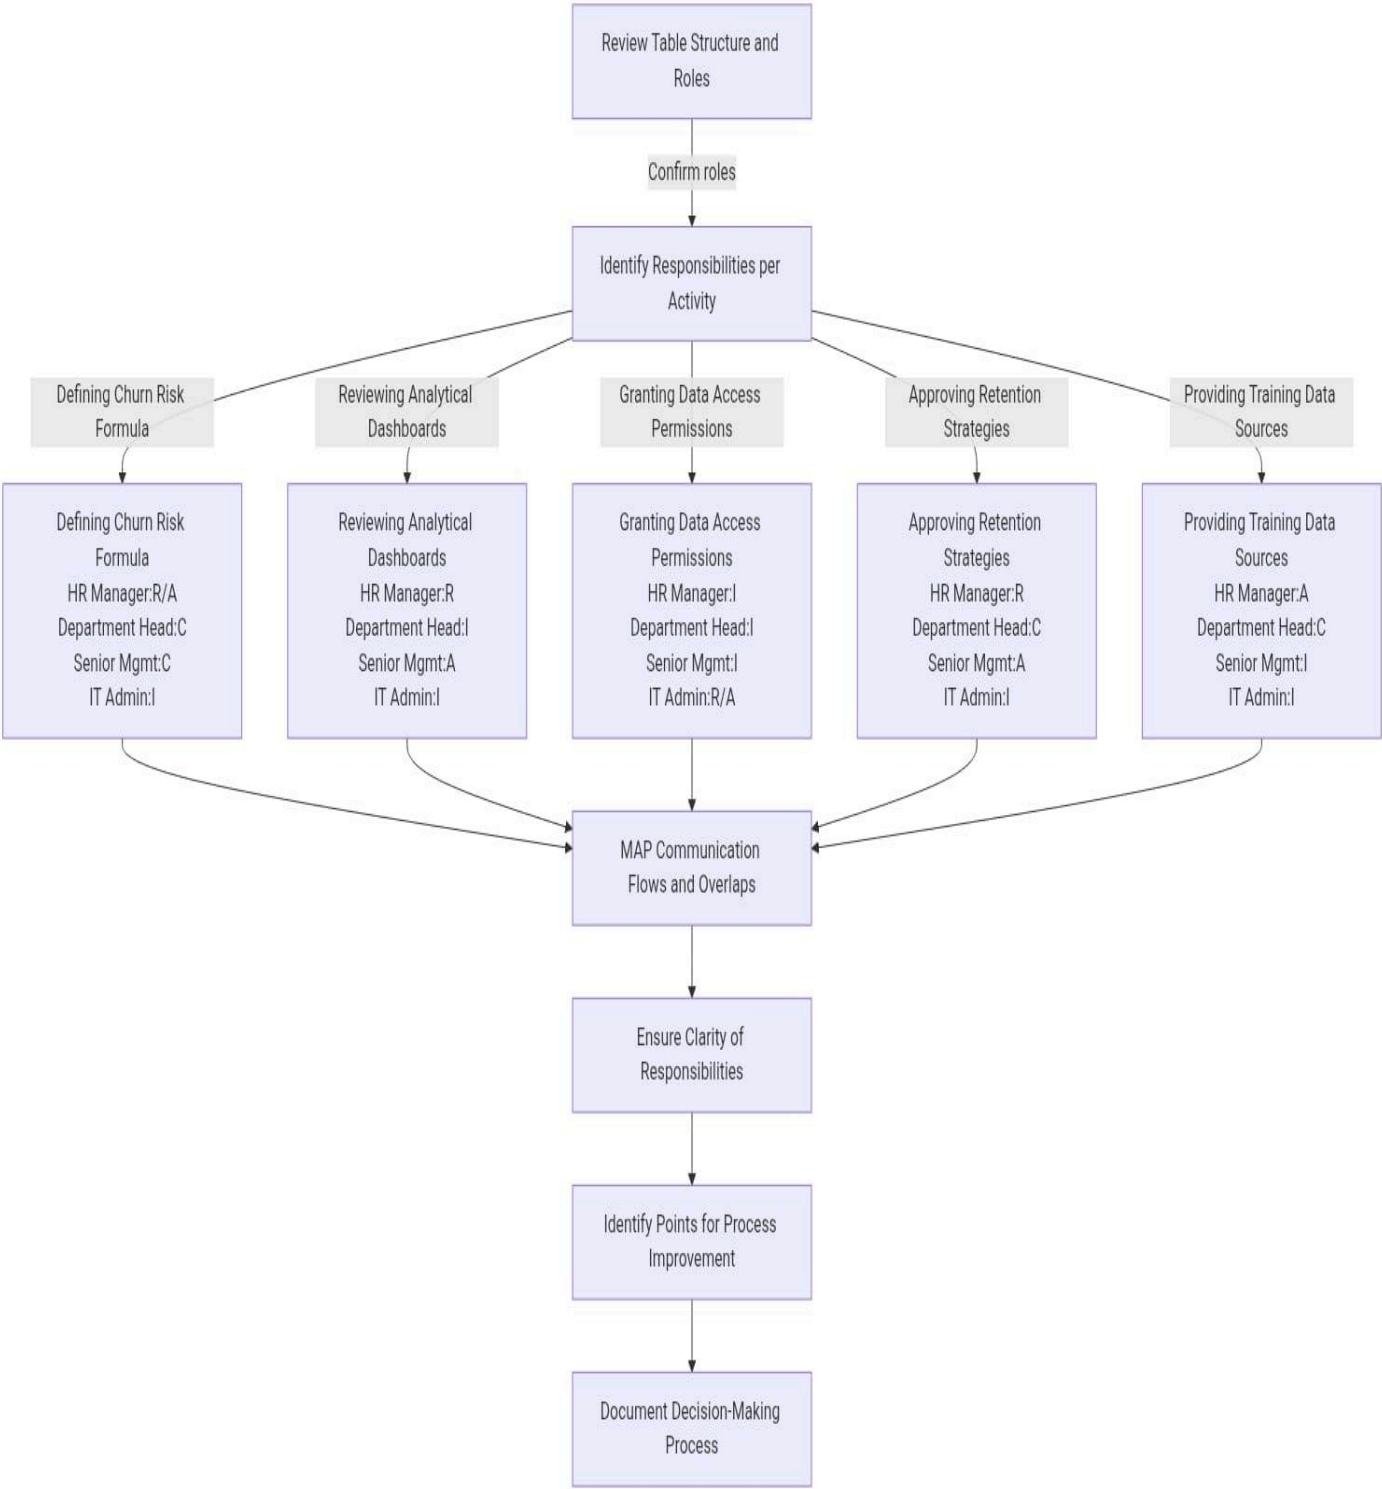 Review Table Structure and
Roles
Confirm roles
Identify Responsibilities per
Activity
Defining Churn Risk
Formula
Reviewing Analytical
Dashboards
Granting Data Access
Permissions
Approving Retention
Strategies
Providing Training Data
Sources
Defining Churn Risk
Formula
HR Manager:R/A
Department Head:C
Senior Mgmt:C
IT Admin:I
Reviewing Analytical
Dashboards
HR Manager:R
Department Head:I
Senior Mgmt:A
IT Admin:I
Granting Data Access
Permissions
HR Manager:I
Department Head:I
Senior Mgmt:I
IT Admin:R/A
Approving Retention
Strategies
HR Manager:R
Department Head:C
Senior Mgmt:A
IT Admin:I
Providing Training Data
Sources
HR Manager:A
Department Head:C
Senior Mgmt:I
IT Admin:I
MAP Communication
Flows and Overlaps
Ensure Clarity of
Responsibilities
Identify Points for Process
Improvement
Document Decision-Making
Process